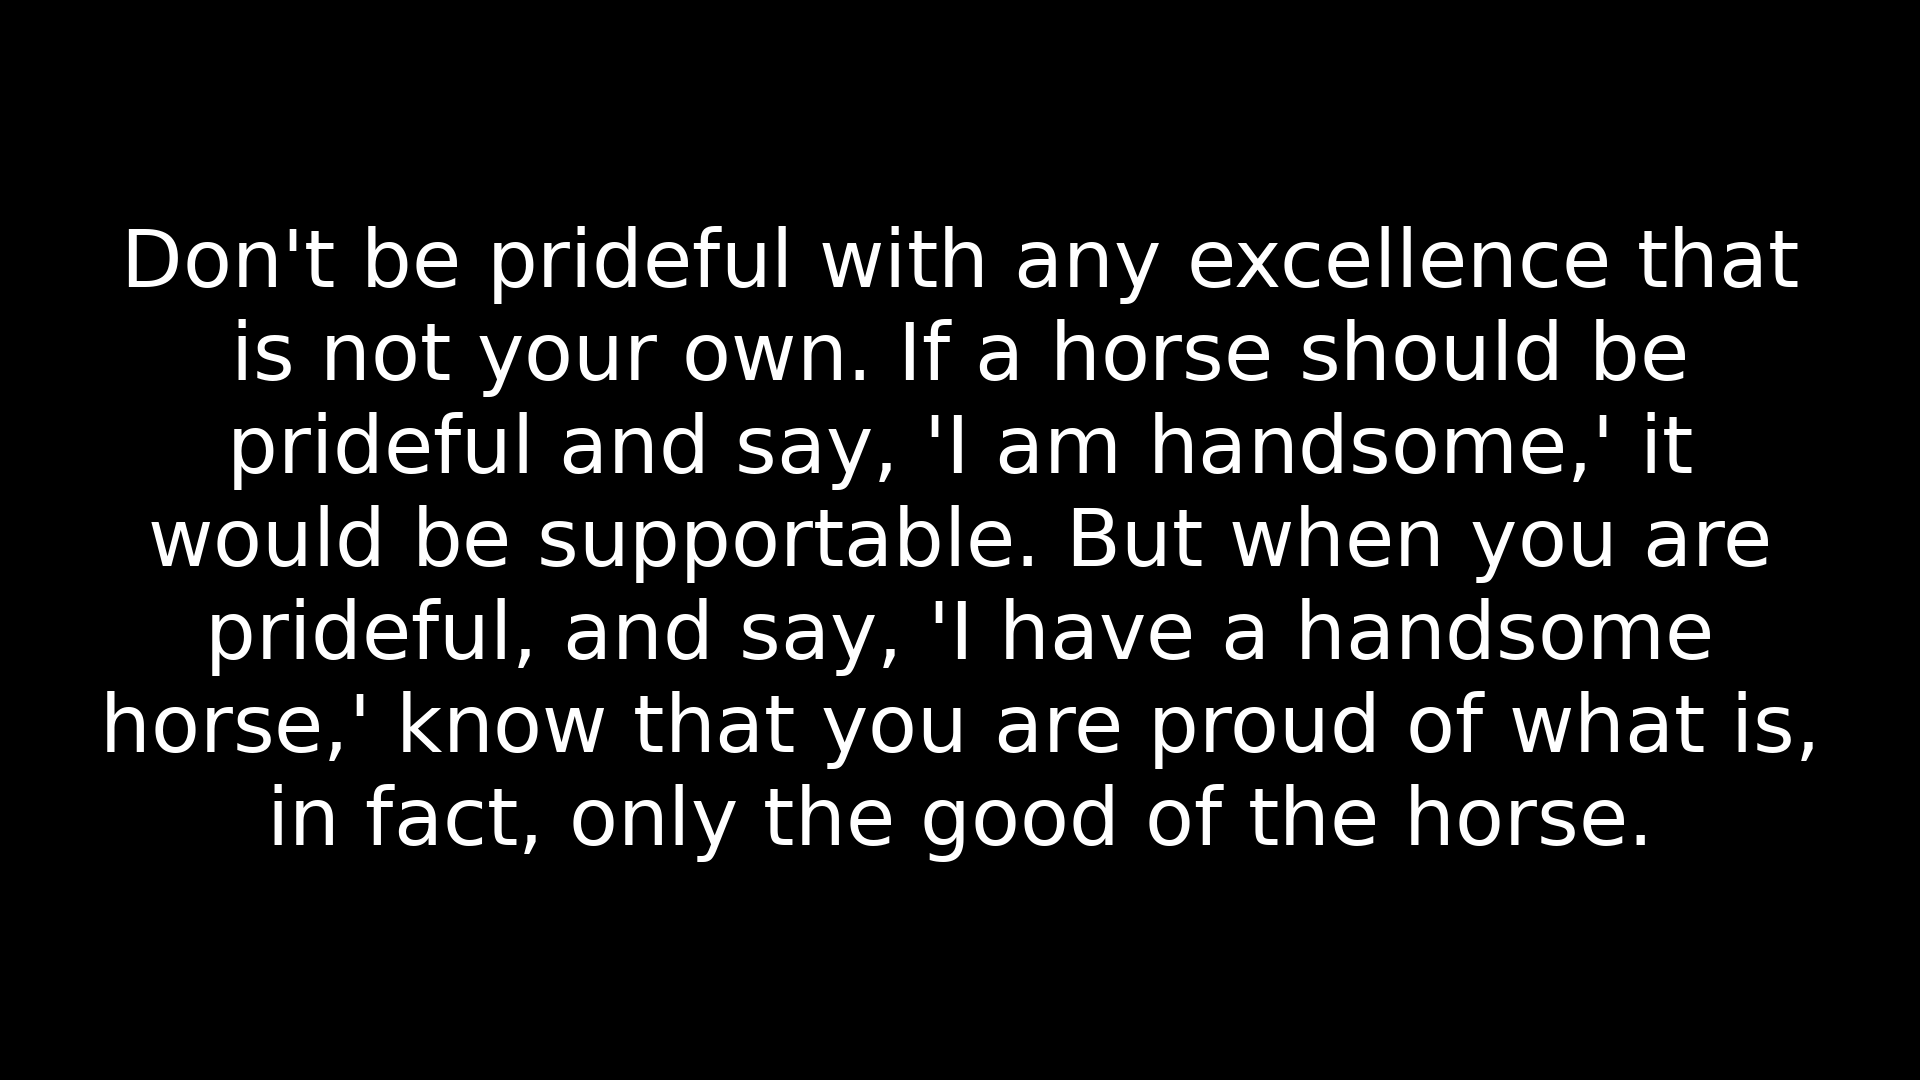 Don't be prideful with any excellence that
is not your own. If a horse should be
prideful and say, 'I am handsome,' it
would be supportable. But when you are
prideful, and say, 'I have a handsome
horse,' know that you are proud of what is,
in fact, only the good of the horse.